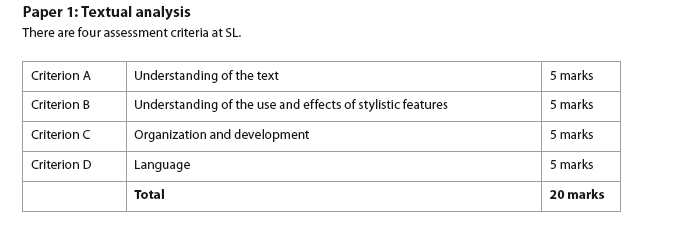 Paper 1: Textual analysis
There are four assessment criteria at SL.
Criterion A Understanding of the text 5 marks
Criterion B Understanding of the use and effects of stylistic features 5 marks
Criterion C Organization and development 5 marks
Criterion D Language 5 marks
Total 20 marks